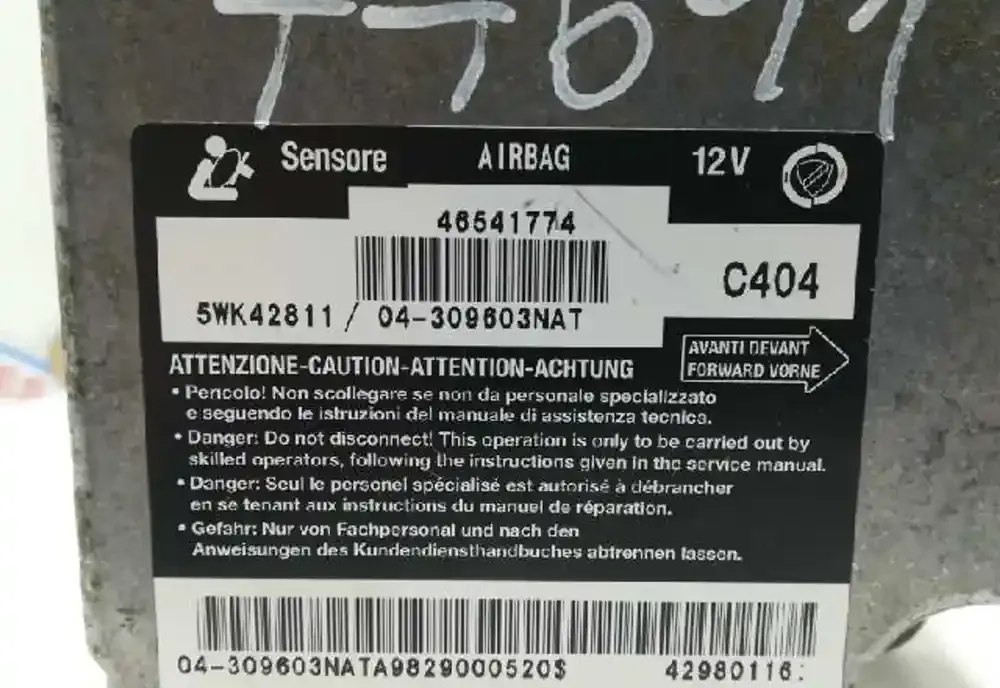 TT691
Sensore AIRBAG 12V
46541774
C404
5WK42811 / 04-309603NAT
AVANTI DEVANT
FORWARD VORNE
ATTENZIONE-CAUTION-ATTENTION-ACHTUNG
• Pericolo! Non scollegare se non da personale specializzato
e seguendo le istruzioni del manuale di assistenza tecnica.
• Danger: Do not disconnect! This operation is only to be carried out by
skilled operators, following the instructions given in the service manual.
• Danger: Seul le personel spécialisé est autorisé à débrancher
en se tenant aux instructions du manuel de réparation.
• Gefahr: Nur von Fachpersonal und nach den
Anweisungen des Kundendiensthandbuches abtrennen lassen.
04-309603NATA9829000520$ 42980116: